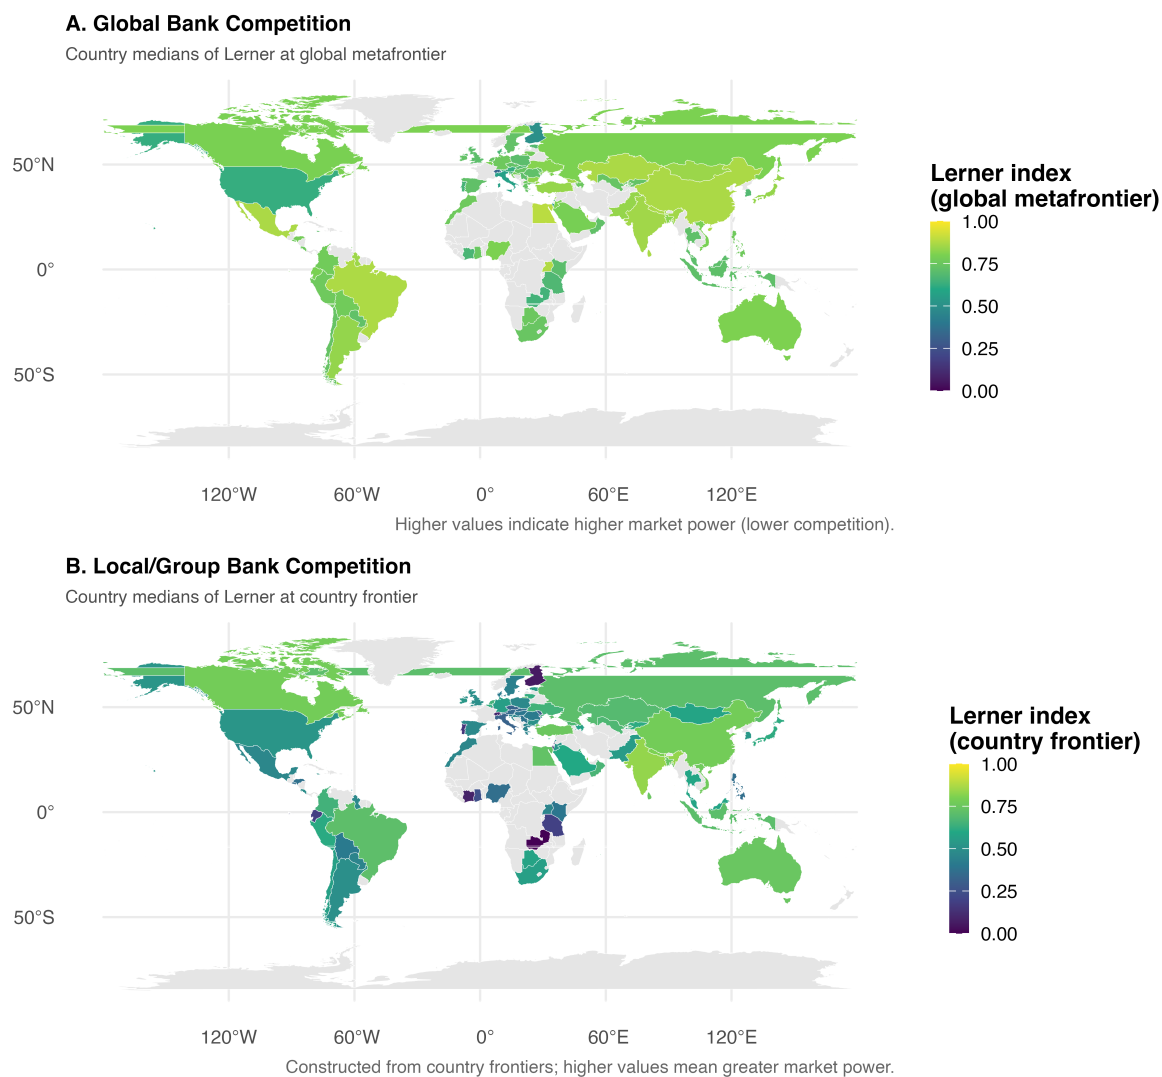 A. Global Bank Competition
Country medians of Lerner at global metafrontier
50°N
0°
50°S
120°W 60°W 0° 60°E 120°E
Higher values indicate higher market power (lower competition).
Lerner index
(global metafrontier)
1.00
0.75
0.50
0.25
0.00
B. Local/Group Bank Competition
Country medians of Lerner at country frontier
50°N
0°
50°S
120°W 60°W 0° 60°E 120°E
Constructed from country frontiers; higher values mean greater market power.
Lerner index
(country frontier)
1.00
0.75
0.50
0.25
0.00